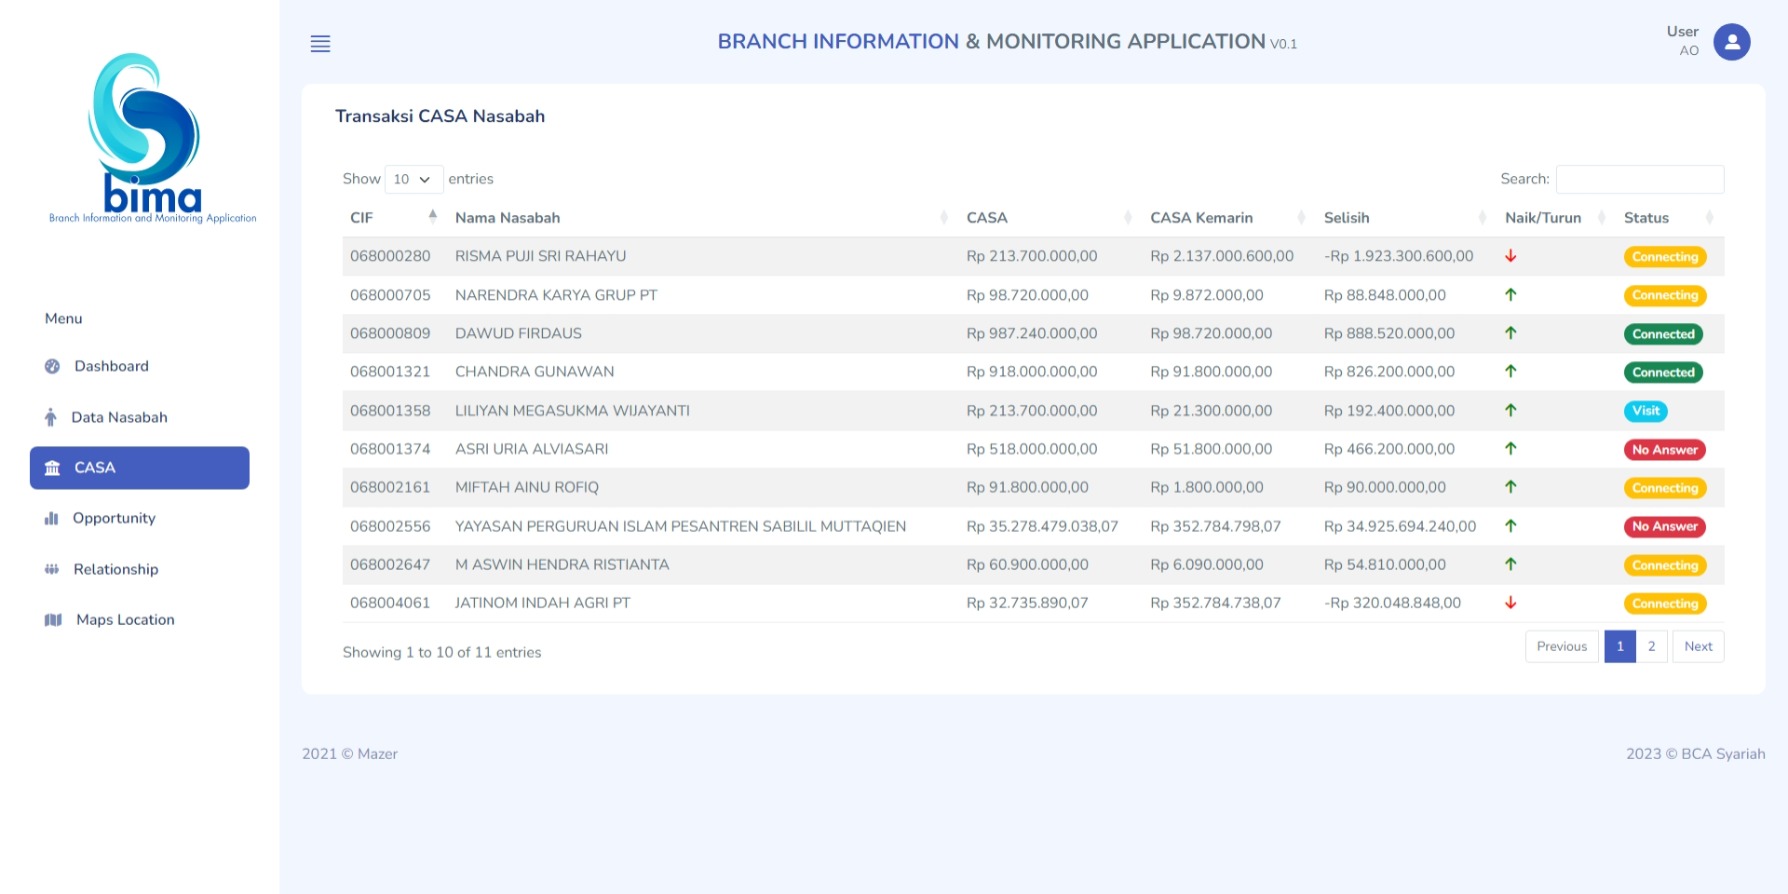 bima
Branch Information and Monitoring Application
Menu
Dashboard
Data Nasabah
CASA
Opportunity
Relationship
Maps Location
BRANCH INFORMATION & MONITORING APPLICATION V0.1
User
AO
Transaksi CASA Nasabah
Show 10 entries
Search:
CIF Nama Nasabah CASA CASA Kemarin Selisih Naik/Turun Status
068000280 RISMA PUJI SRI RAHAYU Rp 213.700.000,00 Rp 2.137.000.600,00 -Rp 1.923.300.600,00 Connecting
068000705 NARENDRA KARYA GRUP PT Rp 98.720.000,00 Rp 9.872.000,00 Rp 88.848.000,00 Connecting
068000809 DAWUD FIRDAUS Rp 987.240.000,00 Rp 98.720.000,00 Rp 888.520.000,00 Connected
068001321 CHANDRA GUNAWAN Rp 918.000.000,00 Rp 91.800.000,00 Rp 826.200.000,00 Connected
068001358 LILIYAN MEGASUKMA WIJAYANTI Rp 213.700.000,00 Rp 21.300.000,00 Rp 192.400.000,00 Visit
068001374 ASRI URIA ALVIASARI Rp 518.000.000,00 Rp 51.800.000,00 Rp 466.200.000,00 No Answer
068002161 MIFTAH AINU ROFIQ Rp 91.800.000,00 Rp 1.800.000,00 Rp 90.000.000,00 Connecting
068002556 YAYASAN PERGURUAN ISLAM PESANTREN SABILIL MUTTAQIEN Rp 35.278.479.038,07 Rp 352.784.798,07 Rp 34.925.694.240,00 No Answer
068002647 M ASWIN HENDRA RISTIANTA Rp 60.900.000,00 Rp 6.090.000,00 Rp 54.810.000,00 Connecting
068004061 JATINOM INDAH AGRI PT Rp 32.735.890,07 Rp 352.784.738,07 -Rp 320.048.848,00 Connecting
Showing 1 to 10 of 11 entries
Previous 1 2 Next
2021 © Mazer
2023 © BCA Syariah